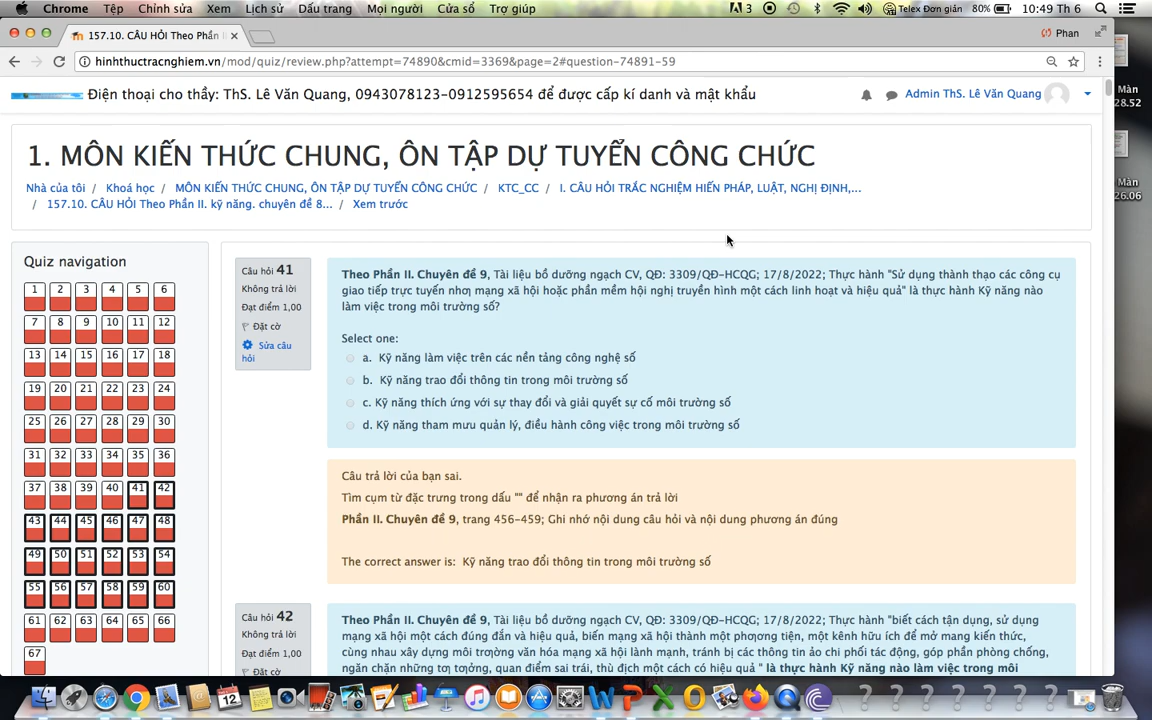 Chrome Tệp Chỉnh sửa Xem Lịch sử Dấu trang Mọi người Cửa sổ Trợ giúp 3 Telex Đơn giản 80% 10:49 Th 6
157.10. CÂU HỎI Theo Phần I
Phan
hinhthuctracnghiem.vn/mod/quiz/review.php?attempt=74890&cmid=3369&page=2#question-74891-59
Điện thoại cho thầy: ThS. Lê Văn Quang, 0943078123-0912595654 để được cấp kí danh và mật khẩu
Admin ThS. Lê Văn Quang
Màn
28.52
Màn
26.06
1. MÔN KIẾN THỨC CHUNG, ÔN TẬP DỰ TUYỂN CÔNG CHỨC
Nhà của tôi / Khoá học / MÔN KIẾN THỨC CHUNG, ÔN TẬP DỰ TUYỂN CÔNG CHỨC / KTC_CC / I. CÂU HỎI TRẮC NGHIỆM HIẾN PHÁP, LUẬT, NGHỊ ĐỊNH,...
/ 157.10. CÂU HỎI Theo Phần II. kỹ năng. chuyên đề 8... / Xem trước
Quiz navigation
1 2 3 4 5 6
7 8 9 10 11 12
13 14 15 16 17 18
19 20 21 22 23 24
25 26 27 28 29 30
31 32 33 34 35 36
37 38 39 40 41 42
43 44 45 46 47 48
49 50 51 52 53 54
55 56 57 58 59 60
61 62 63 64 65 66
67
Câu hỏi 41
Không trả lời
Đạt điểm 1,00
Đặt cờ
Sửa câu
hỏi
Theo Phần II. Chuyên đề 9, Tài liệu bồ dưỡng ngạch CV, QĐ: 3309/QĐ-HCQG; 17/8/2022; Thực hành "Sử dụng thành thạo các công cụ
giao tiếp trực tuyến nhơ mạng xã hội hoặc phần mềm hội nghị truyền hình một cách linh hoạt và hiệu quả" là thực hành Kỹ năng nào
làm việc trong môi trường số?
Select one:
a. Kỹ năng làm việc trên các nền tảng công nghệ số
b. Kỹ năng trao đổi thông tin trong môi trường số
c. Kỹ năng thích ứng với sự thay đổi và giải quyết sự cố môi trường số
d. Kỹ năng tham mưu quản lý, điều hành công việc trong môi trường số
Câu trả lời của bạn sai.
Tìm cụm từ đặc trưng trong dấu "" để nhận ra phương án trả lời
Phần II. Chuyên đề 9, trang 456-459; Ghi nhớ nội dung câu hỏi và nội dung phương án đúng
The correct answer is: Kỹ năng trao đổi thông tin trong môi trường số
Câu hỏi 42
Không trả lời
Đạt điểm 1,00
Đặt cờ
Theo Phần II. Chuyên đề 9, Tài liệu bồ dưỡng ngạch CV, QĐ: 3309/QĐ-HCQG; 17/8/2022; Thực hành "biết cách tận dụng, sử dụng
mạng xã hội một cách đúng đắn và hiệu quả, biến mạng xã hội thành một phơơng tiện, một kênh hữu ích để mở mang kiến thức,
cùng nhau xây dựng môi trơờng văn hóa mạng xã hội lành mạnh, tránh bị các thông tin ảo chi phối tác động, góp phần phòng chống,
ngăn chặn những tơ tơởng, quan điểm sai trái, thù địch một cách có hiệu quả " là thực hành Kỹ năng nào làm việc trong môi
12